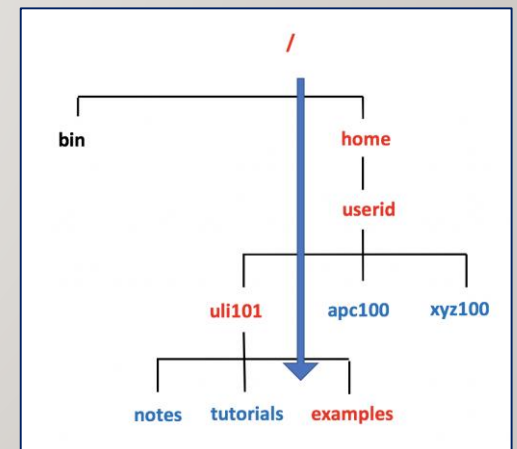 /
bin home
userid
uli101 apc100 xyz100
notes tutorials examples